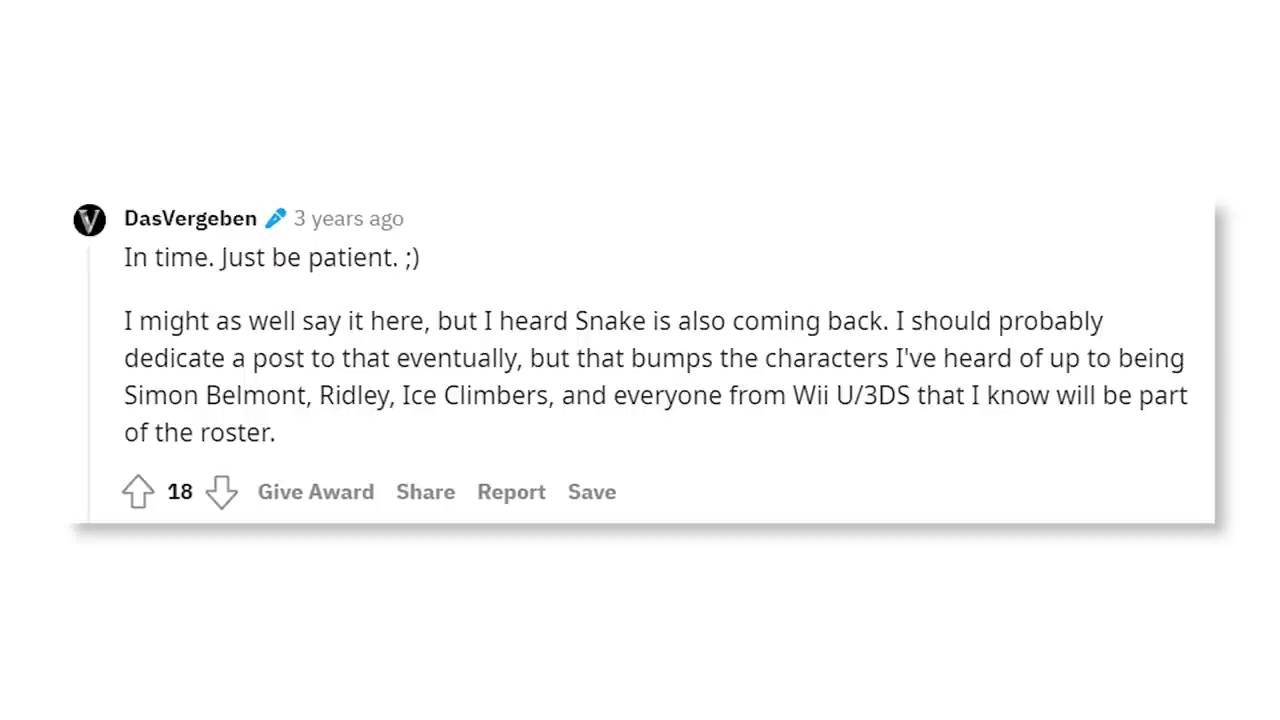 DasVergeben 3 years ago
In time. Just be patient. ;)
I might as well say it here, but I heard Snake is also coming back. I should probably
dedicate a post to that eventually, but that bumps the characters I've heard of up to being
Simon Belmont, Ridley, Ice Climbers, and everyone from Wii U/3DS that I know will be part
of the roster.
18 Give Award Share Report Save